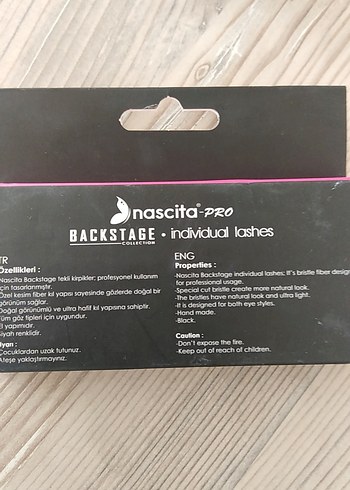 nascita®-PRO
BACKSTAGE • individual lashes
COLLECTION
TR
Özellikleri :
Nascita Backstage tekli kirpikler; profesyonel kullanım
için tasarlanmıştır.
Özel kesim fiber kıl yapısı sayesinde gözlerde doğal bir
görünüm sağlar.
Doğal görünümlü ve ultra hafif kıl yapısına sahiptir.
Tüm göz tipleri için uygundur.
El yapımıdır.
Siyah renklidir.
Uyarı :
Çocuklardan uzak tutunuz.
Ateşe yaklaştırmayınız.
ENG
Properties :
-Nascita Backstage individual lashes: It's bristle fiber design
for professional usage.
-Special cut bristle create more natural look.
-The bristles have natural look and ultra light.
-It is designed for both eye styles.
-Hand made.
-Black.
Caution :
-Don't expose the fire.
-Keep out of reach of children.